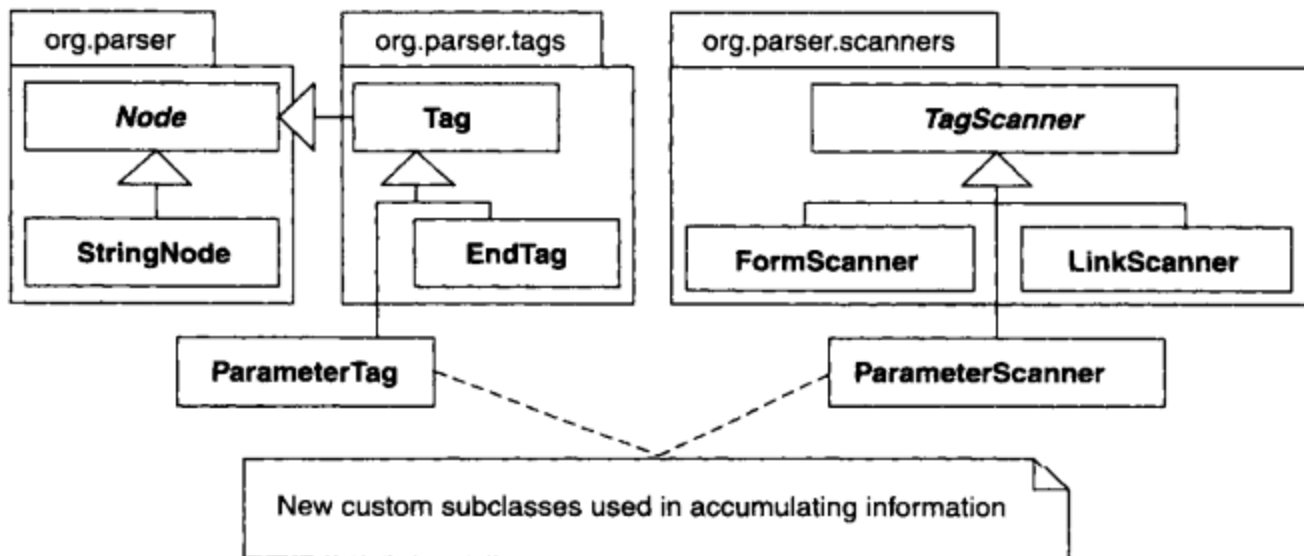 org.parser
org.parser.tags
org.parser.scanners
Node
Tag
TagScanner
StringNode
EndTag
FormScanner
LinkScanner
ParameterTag
ParameterScanner
New custom subclasses used in accumulating information